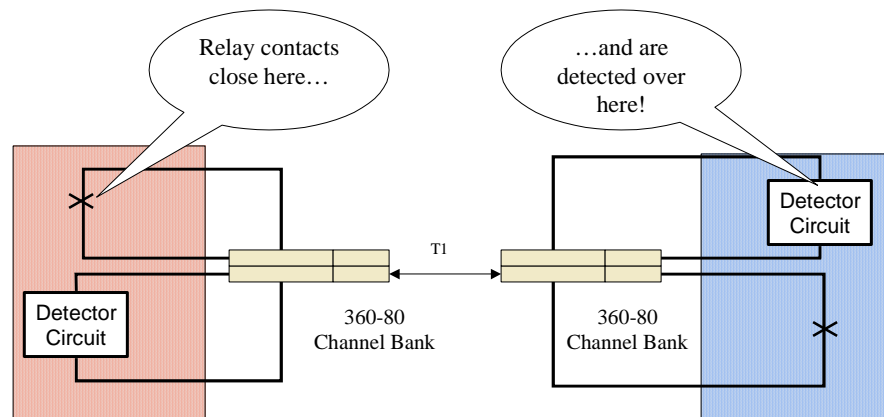 Relay contacts
close here…
…and are
detected over
here!
Detector
Circuit
T1
Detector
Circuit
360-80
Channel Bank
360-80
Channel Bank